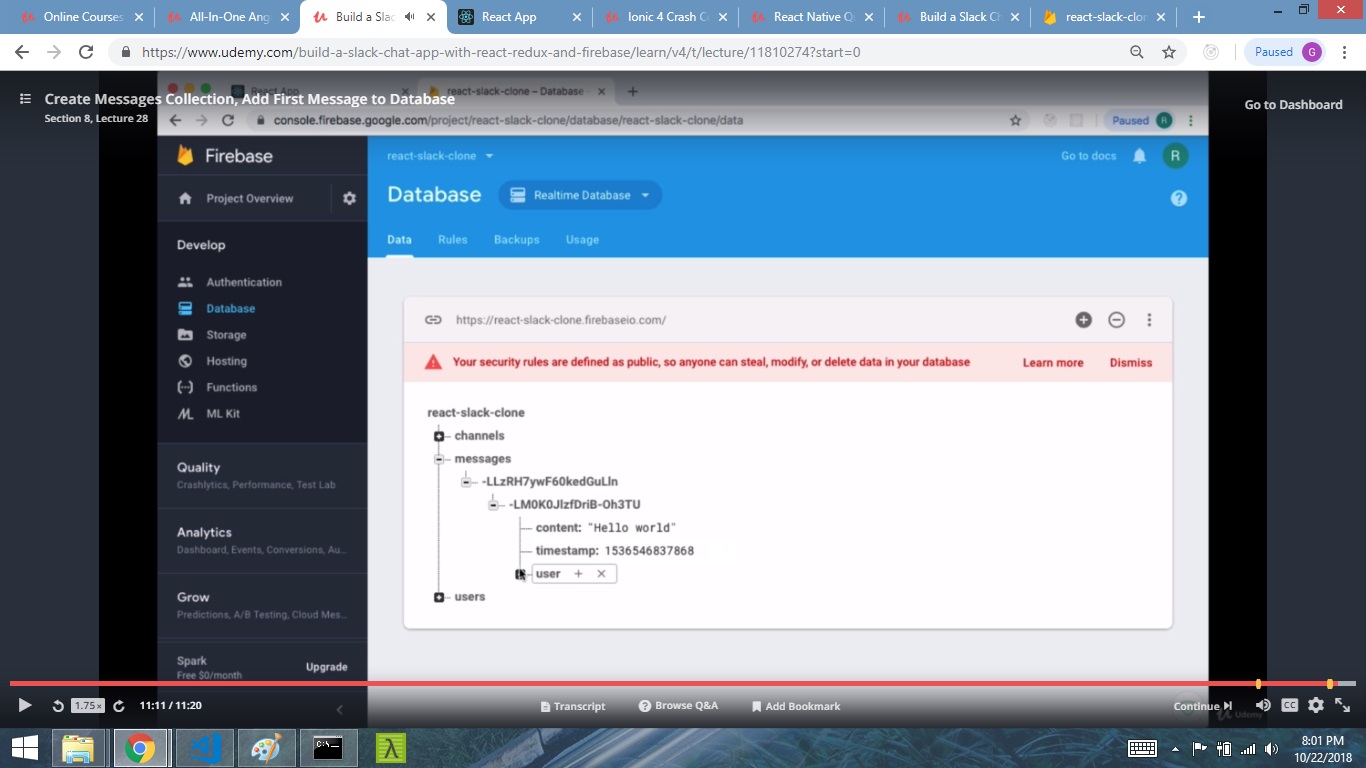 Online Courses
All-In-One Ang
Build a Slac
React App
Ionic 4 Crash C
React Native Q
Build a Slack Ch
react-slack-clon
https://www.udemy.com/build-a-slack-chat-app-with-react-redux-and-firebase/learn/v4/t/lecture/11810274?start=0
Paused G
React App
react-slack-clone – Database
Create Messages Collection, Add First Message to Database
Section 8, Lecture 28
Go to Dashboard
console.firebase.google.com/project/react-slack-clone/database/react-slack-clone/data
Paused R
Firebase
react-slack-clone
Go to docs
R
Project Overview
Database
Realtime Database
Data Rules Backups Usage
Develop
Authentication
Database
Storage
Hosting
Functions
ML Kit
Quality
Crashlytics, Performance, Test Lab
Analytics
Dashboard, Events, Conversions, Au...
Grow
Predictions, A/B Testing, Cloud Mes...
Spark
Free $0/month
Upgrade
https://react-slack-clone.firebaseio.com/
Your security rules are defined as public, so anyone can steal, modify, or delete data in your database
Learn more
Dismiss
react-slack-clone
channels
messages
-LLzRH7ywF60kedGuLln
-LM0K0JlzfDriB-Oh3TU
content: "Hello world"
timestamp: 1536546837868
user
users
1.75x
11:11 / 11:20
Transcript
Browse Q&A
Add Bookmark
Continue
CC
Udemy
C:\_
8:01 PM
10/22/2018